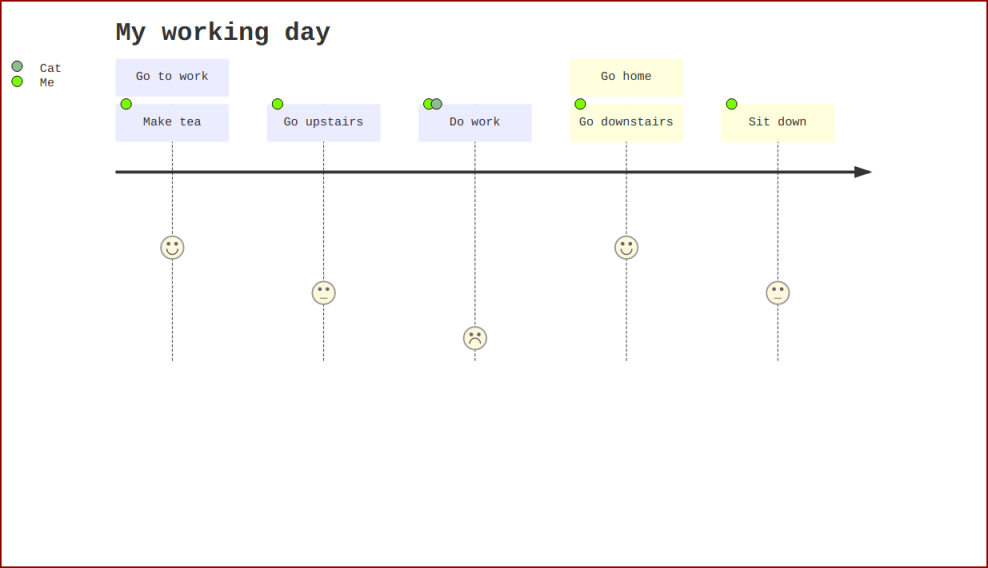 My working day
Cat
Me
Go to work
Go home
Make tea
Go upstairs
Do work
Go downstairs
Sit down